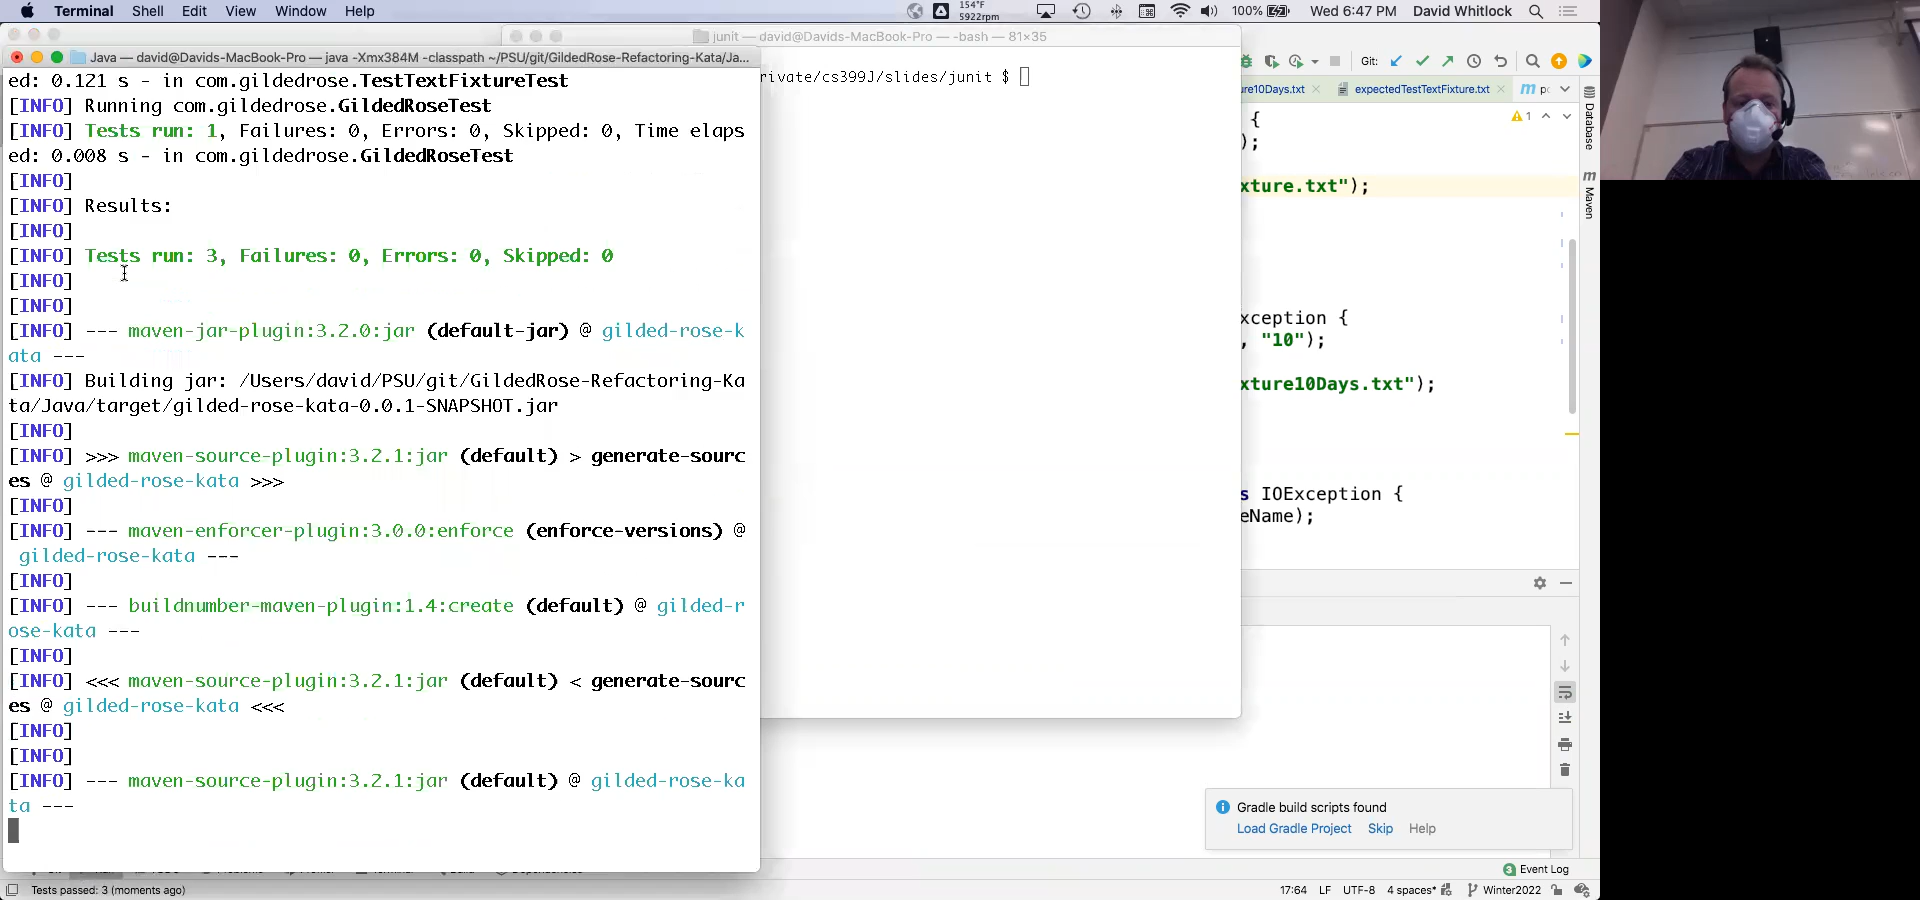 Terminal Shell Edit View Window Help
154°F
5922rpm
100% Wed 6:47 PM David Whitlock
junit — david@Davids-MacBook-Pro — -bash — 81×35
Java — david@Davids-MacBook-Pro — java -Xmx384M -classpath ~/PSU/git/GildedRose-Refactoring-Kata/Ja...
ed: 0.121 s - in com.gildedrose.TestTextFixtureTest
[INFO] Running com.gildedrose.GildedRoseTest
[INFO] Tests run: 1, Failures: 0, Errors: 0, Skipped: 0, Time elaps
ed: 0.008 s - in com.gildedrose.GildedRoseTest
[INFO]
[INFO] Results:
[INFO]
[INFO] Tests run: 3, Failures: 0, Errors: 0, Skipped: 0
[INFO]
[INFO]
[INFO] --- maven-jar-plugin:3.2.0:jar (default-jar) @ gilded-rose-k
ata ---
[INFO] Building jar: /Users/david/PSU/git/GildedRose-Refactoring-Ka
ta/Java/target/gilded-rose-kata-0.0.1-SNAPSHOT.jar
[INFO]
[INFO] >>> maven-source-plugin:3.2.1:jar (default) > generate-sourc
es @ gilded-rose-kata >>>
[INFO]
[INFO] --- maven-enforcer-plugin:3.0.0:enforce (enforce-versions) @
gilded-rose-kata ---
[INFO]
[INFO] --- buildnumber-maven-plugin:1.4:create (default) @ gilded-r
ose-kata ---
[INFO]
[INFO] <<< maven-source-plugin:3.2.1:jar (default) < generate-sourc
es @ gilded-rose-kata <<<
[INFO]
[INFO]
[INFO] --- maven-source-plugin:3.2.1:jar (default) @ gilded-rose-ka
ta ---
rivate/cs399J/slides/junit $
Git:
ure10Days.txt expectedTestTextFixture.txt
{
1
);
xture.txt");
xception {
, "10");
xture10Days.txt");
s IOException {
eName);
Database
Maven
Gradle build scripts found
Load Gradle Project Skip Help
3 Event Log
Tests passed: 3 (moments ago)
17:64 LF UTF-8 4 spaces* Winter2022